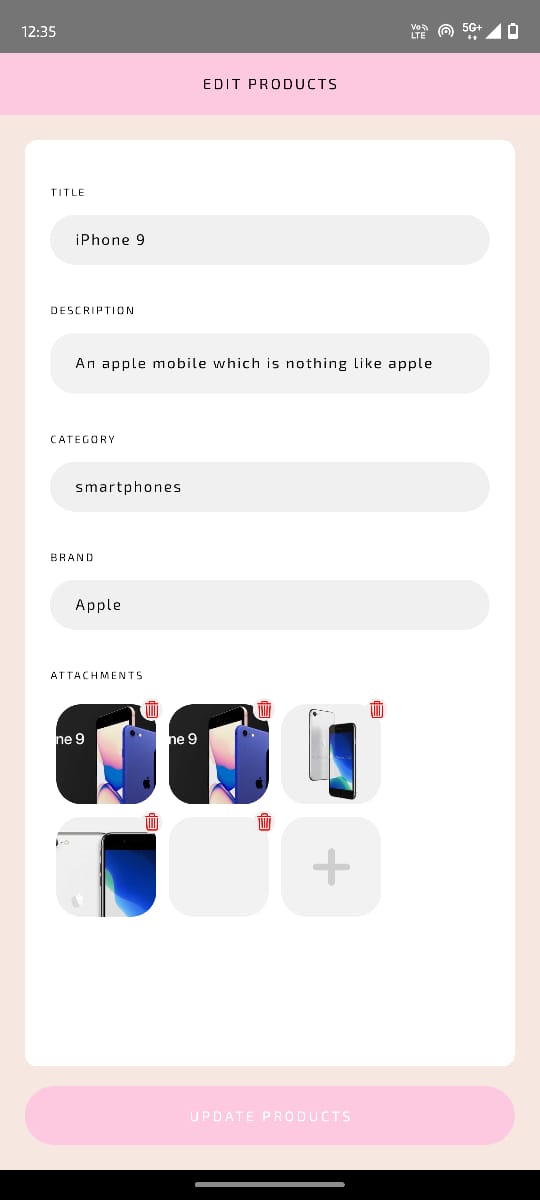 12:35
Vo LTE 5G+
EDIT PRODUCTS
TITLE
iPhone 9
DESCRIPTION
An apple mobile which is nothing like apple
CATEGORY
smartphones
BRAND
Apple
ATTACHMENTS
ne 9 ne 9
UPDATE PRODUCTS